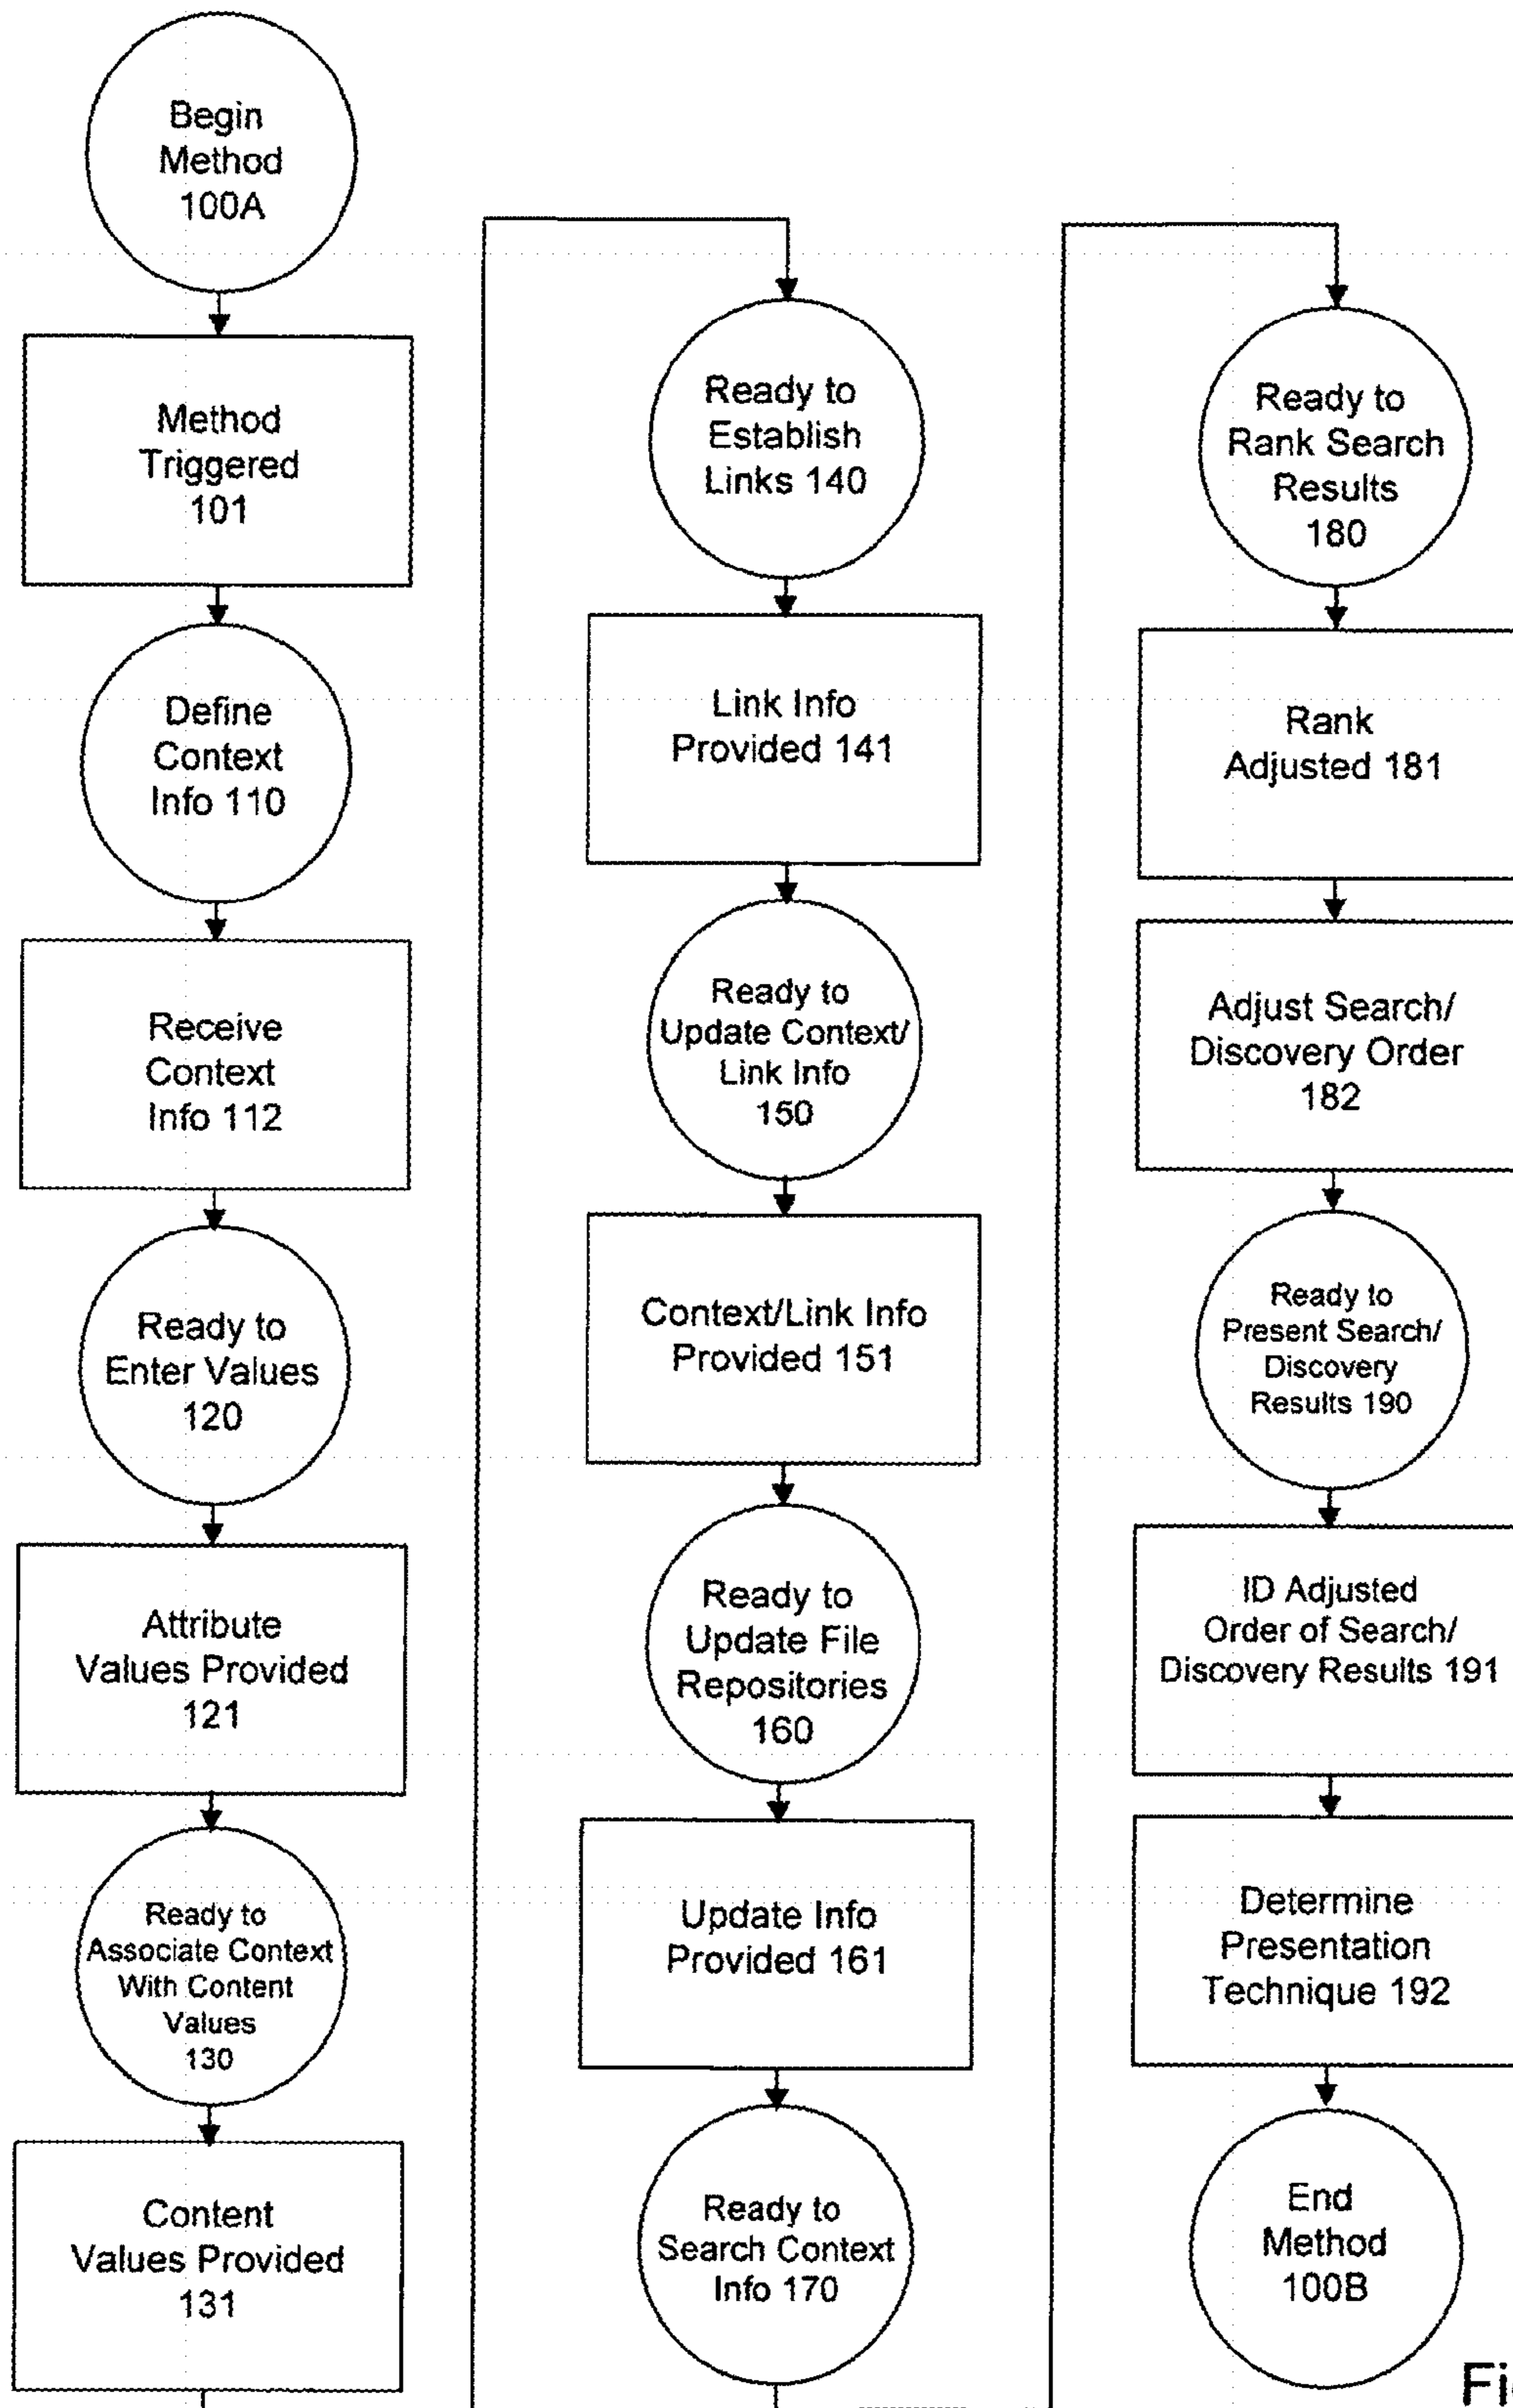 Begin
Method
100A
Method
Triggered
101
Define
Context
Info 110
Receive
Context
Info 112
Ready to
Enter Values
120
Attribute
Values Provided
121
Ready to
Associate Context
With Content
Values
130
Content
Values Provided
131
Ready to
Establish
Links 140
Link Info
Provided 141
Ready to
Update Context/
Link Info
150
Context/Link Info
Provided 151
Ready to
Update File
Repositories
160
Update Info
Provided 161
Ready to
Search Context
Info 170
Ready to
Rank Search
Results
180
Rank
Adjusted 181
Adjust Search/
Discovery Order
182
Ready to
Present Search/
Discovery
Results 190
ID Adjusted
Order of Search/
Discovery Results 191
Determine
Presentation
Technique 192
End
Method
100B